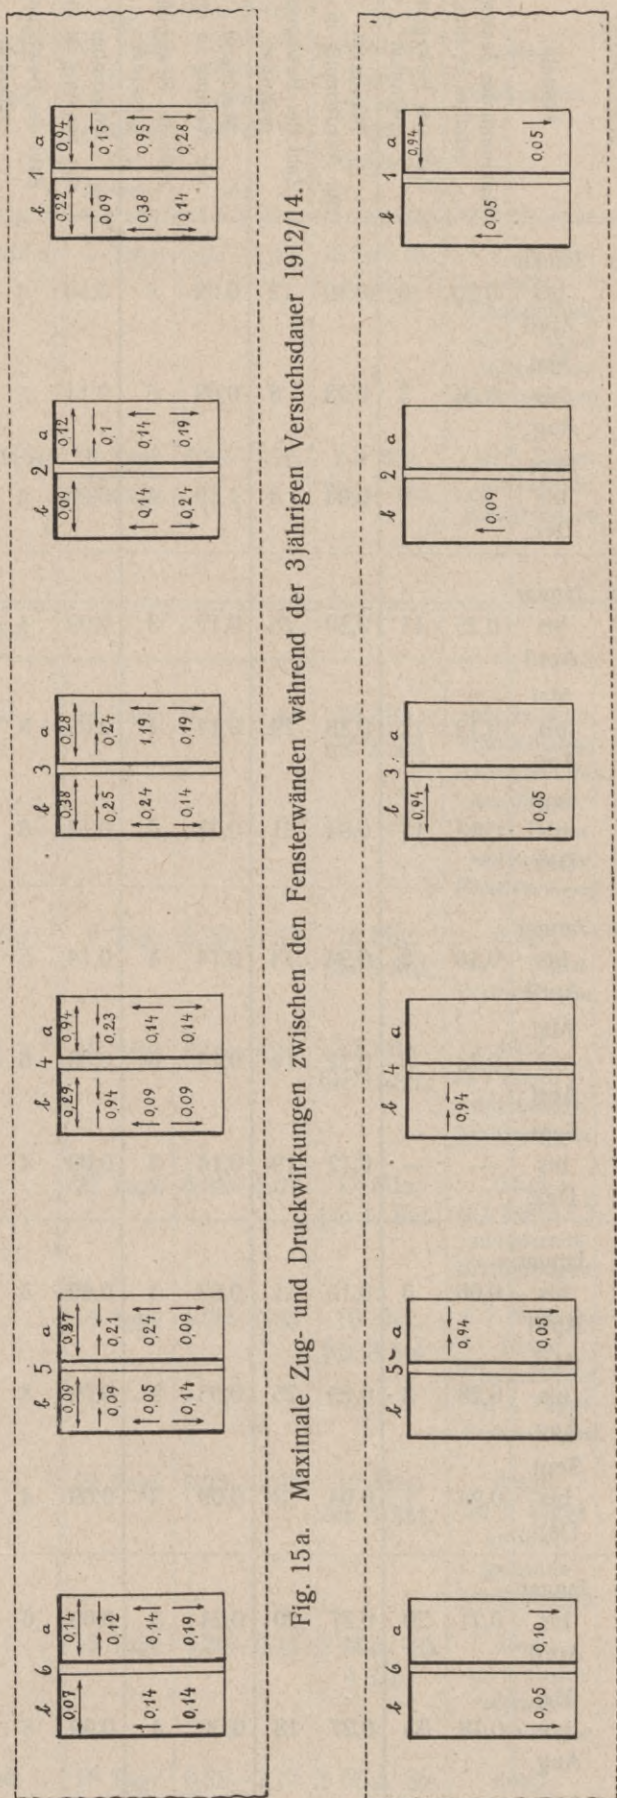 b 1 a
0,22 0,94
0,09 0,15
0,38 0,95
0,14 0,28
b 2 a
0,09 0,12
0,1
0,14 0,14
0,24 0,19
b 3 a
0,38 0,28
0,25 0,24
0,24 1,19
0,14 0,19
b 4 a
0,29 0,94
0,94 0,23
0,09 0,14
0,09 0,14
b 5 a
0,09 0,27
0,09 0,21
0,05 0,24
0,14 0,09
b 6 a
0,07 0,14
0,12
0,14 0,14
0,14 0,19
Fig. 15a. Maximale Zug- und Druckwirkungen zwischen den Fensterwänden während der 3jährigen Versuchsdauer 1912/14.
b 1 a
0,94
0,05 0,05
b 2 a
0,09
b 3 a
0,94
0,05
b 4 a
0,94
b 5 a
0,94
0,05
b 6 a
0,05 0,10